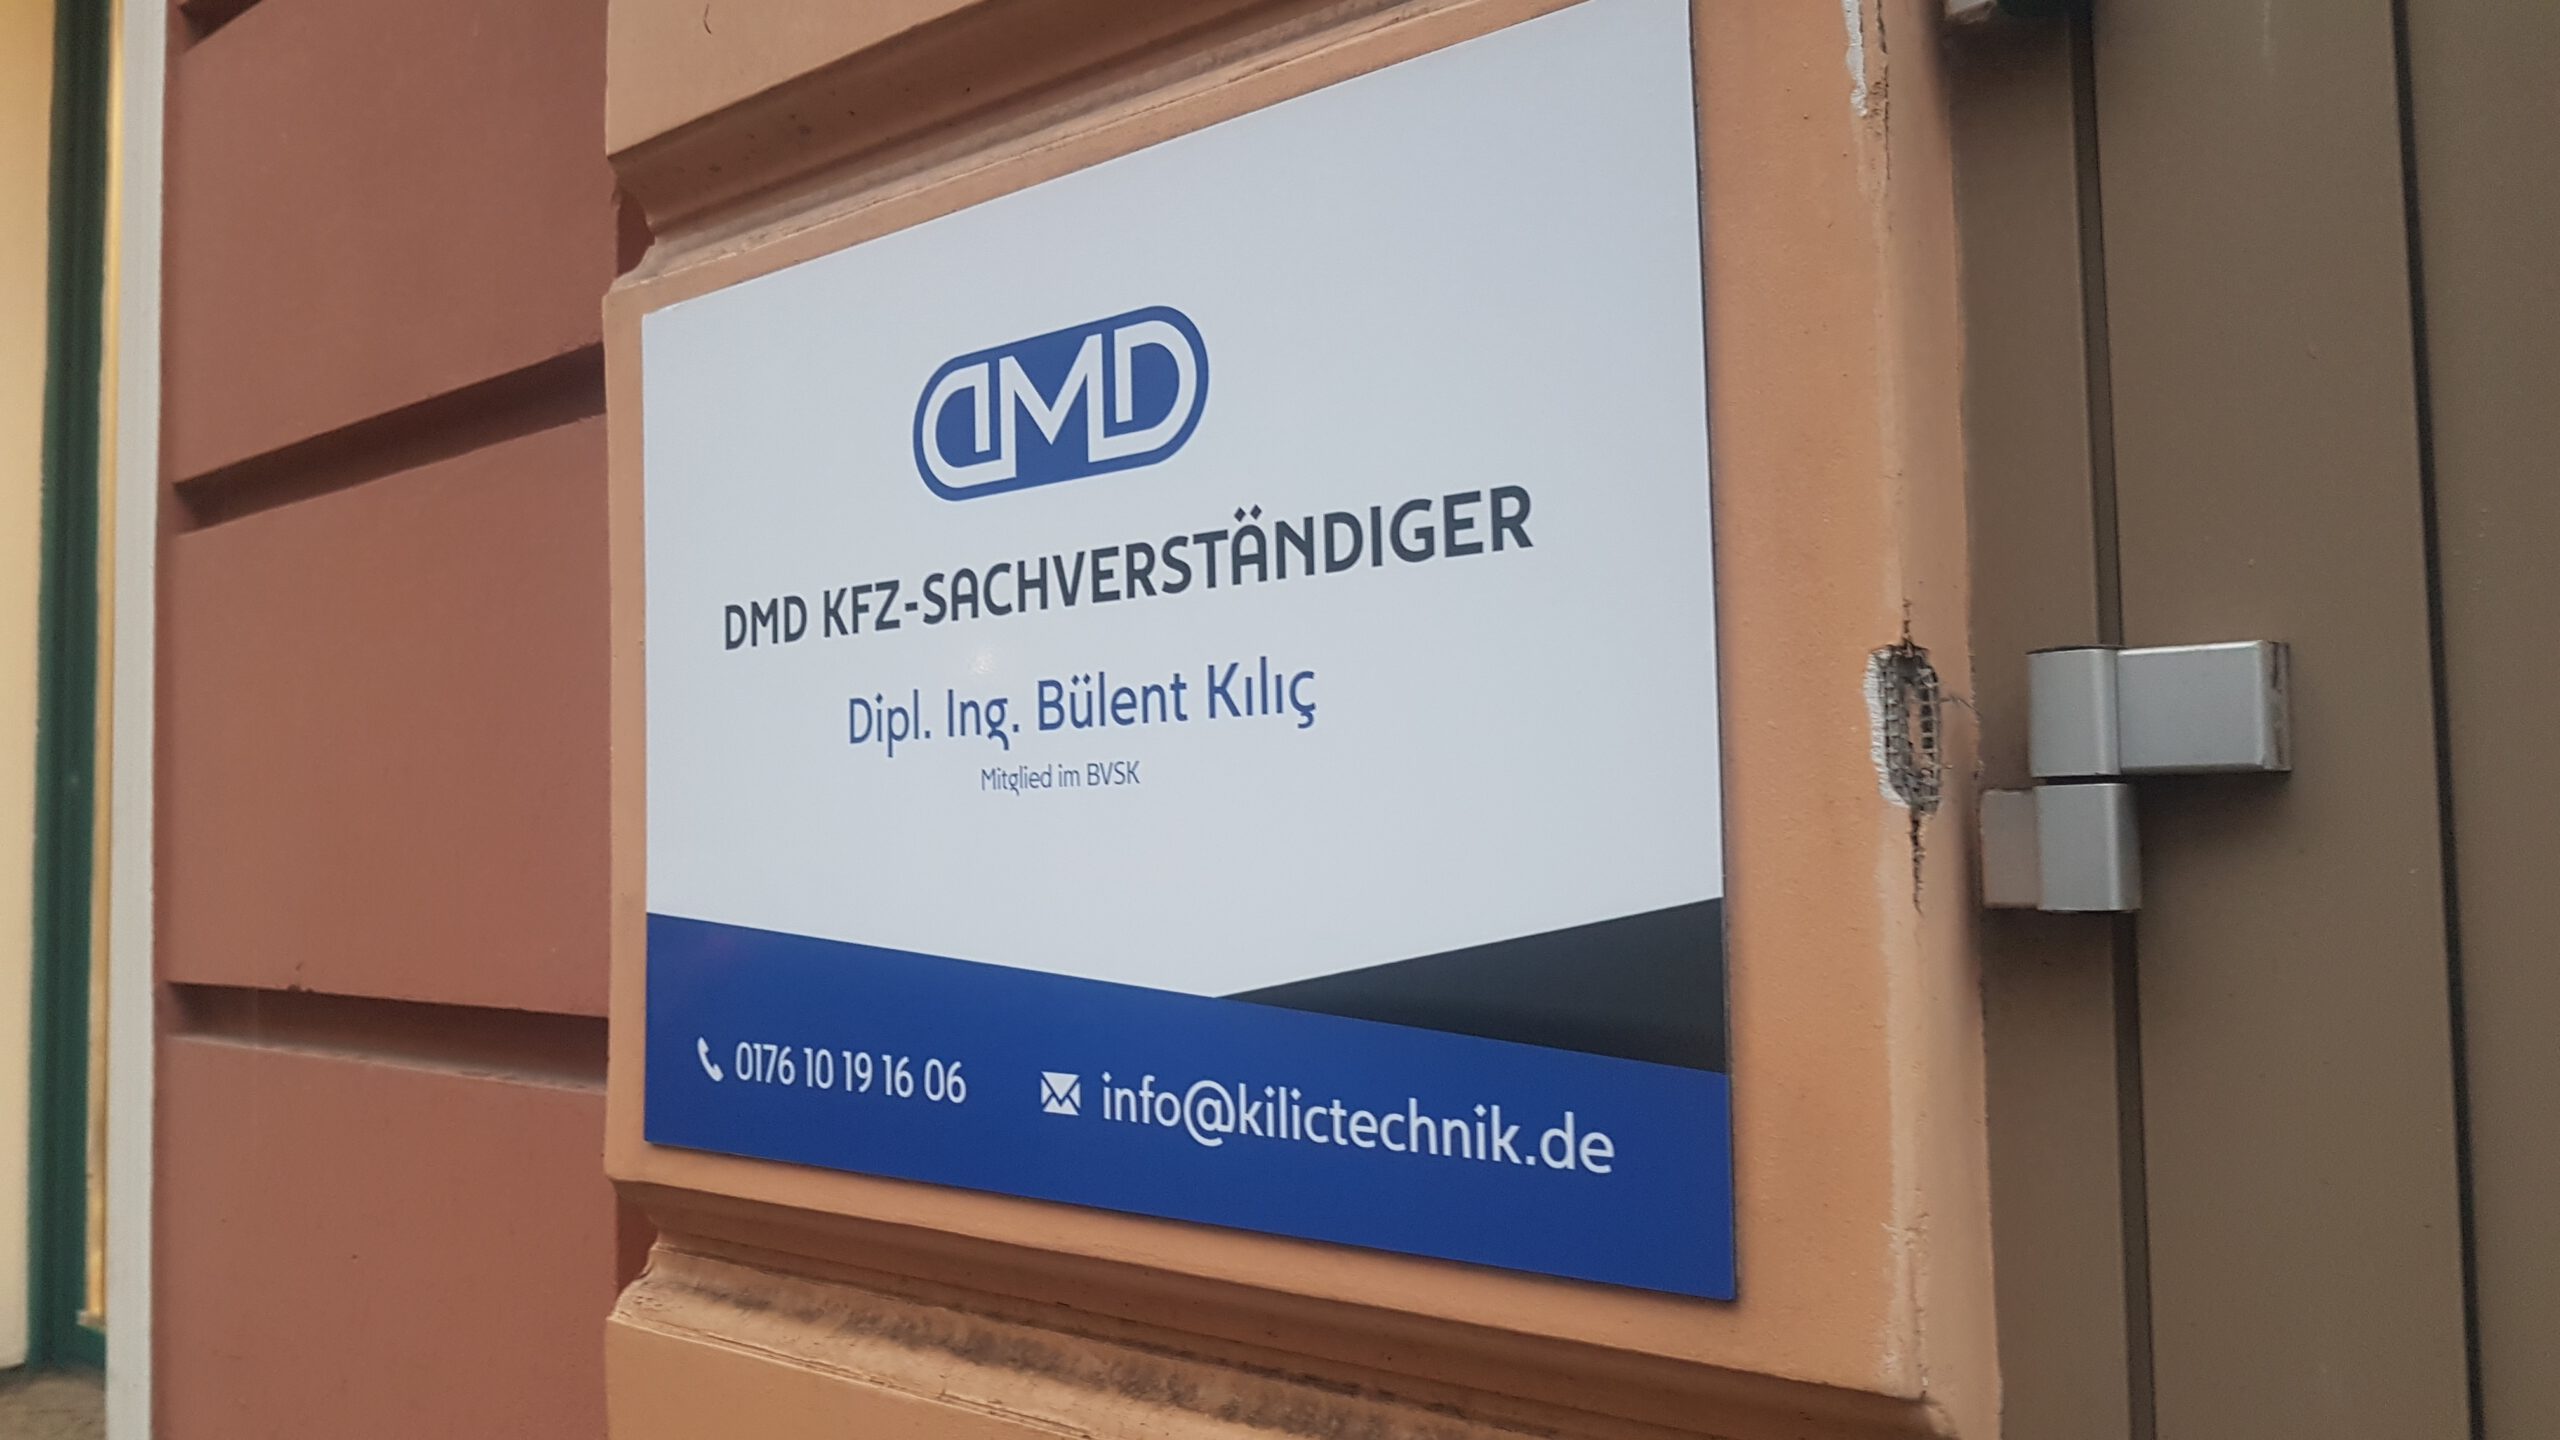 DMD
DMD KFZ-SACHVERSTÄNDIGER
Dipl. Ing. Bülent Kılıç
Mitglied im BVSK
0176 10 19 16 06 info@kilictechnik.de